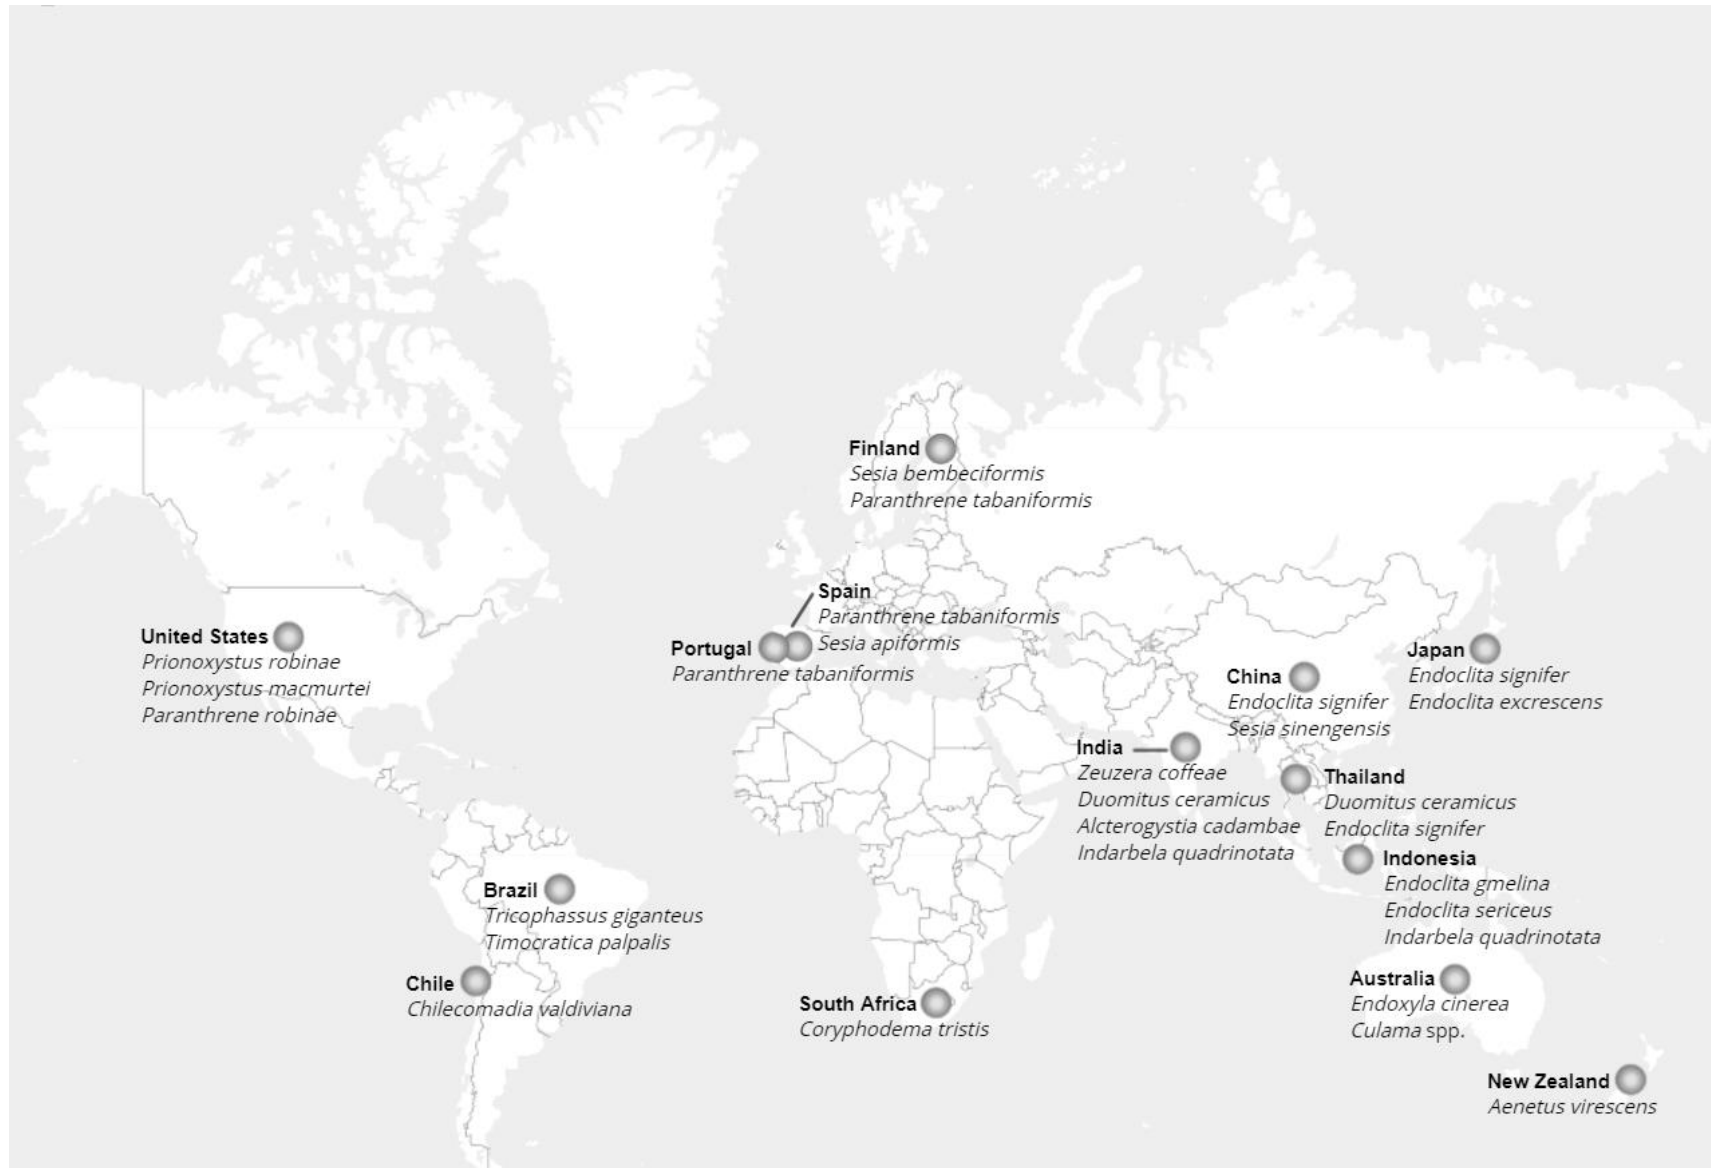 Finland
Sesia bembeciformis
Paranthrene tabaniformis
Spain
Paranthrene tabaniformis
Sesia apiformis
Portugal
Paranthrene tabaniformis
United States
Prionoxystus robinae
Prionoxystus macmurtei
Paranthrene robinae
Japan
Endoclita signifer
Endoclita excrescens
China
Endoclita signifer
Sesia sinengensis
India
Zeuzera coffeae
Duomitus ceramicus
Alcterogystia cadambae
Indarbela quadrinotata
Thailand
Duomitus ceramicus
Endoclita signifer
Indonesia
Endoclita gmelina
Endoclita sericeus
Indarbela quadrinotata
Brazil
Tricophassus giganteus
Timocratica palpalis
Chile
Chilecomadia valdiviana
South Africa
Coryphodema tristis
Australia
Endoxyla cinerea
Culama spp.
New Zealand
Aenetus virescens